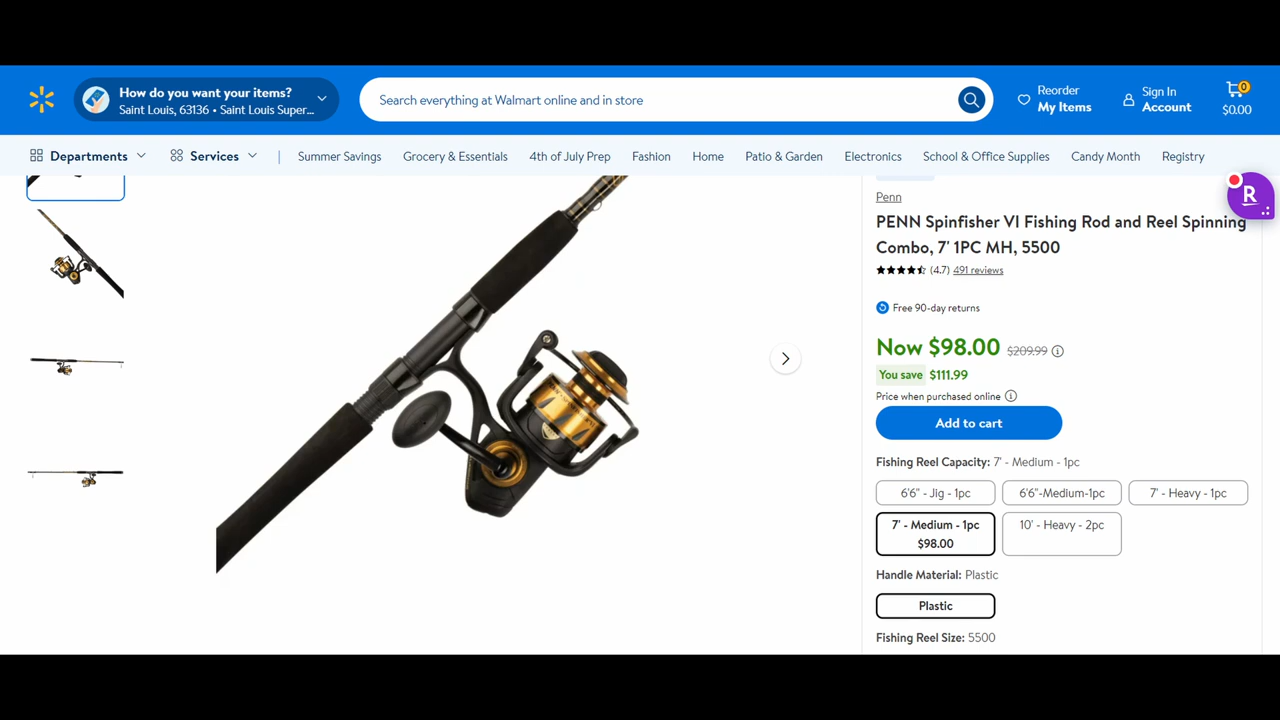 How do you want your items?
Saint Louis, 63136 • Saint Louis Super...
Search everything at Walmart online and in store
Reorder
My Items
Sign In
Account
0
$0.00
Departments
Services
Summer Savings
Grocery & Essentials
4th of July Prep
Fashion
Home
Patio & Garden
Electronics
School & Office Supplies
Candy Month
Registry
R
Penn
PENN Spinfisher VI Fishing Rod and Reel Spinning
Combo, 7' 1PC MH, 5500
(4.7) 491 reviews
Free 90-day returns
Now $98.00 $209.99
You save $111.99
Price when purchased online
Add to cart
Fishing Reel Capacity: 7' - Medium - 1pc
6'6" - Jig - 1pc
6'6"-Medium-1pc
7' - Heavy - 1pc
7' - Medium - 1pc
$98.00
10' - Heavy - 2pc
Handle Material: Plastic
Plastic
Fishing Reel Size: 5500